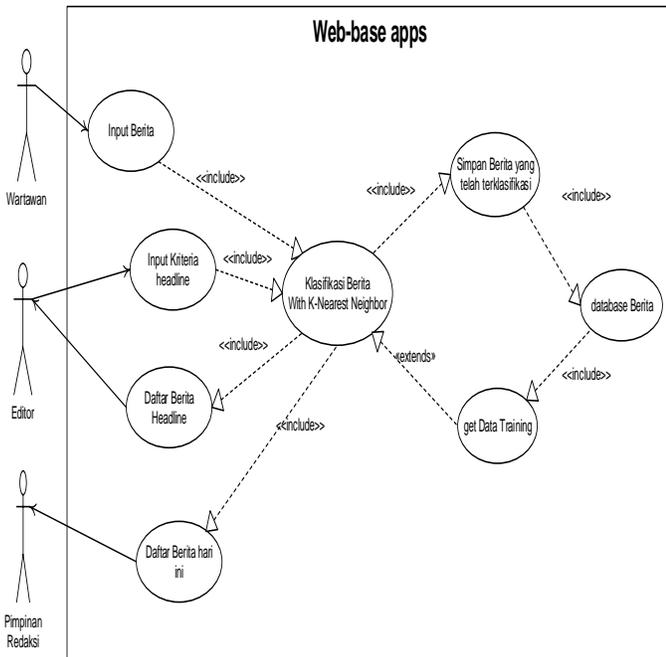 Web-base apps
Wartawan
Input Berita
<<include>>
Simpan Berita yang
telah terklasifikasi
<<include>>
<<include>>
Input Kriteria
headline
<<include>>
Klasifikasi Berita
With K-Nearest Neighbor
database Berita
Editor
Daftar Berita
Headline
<<include>>
«extends»
<<include>>
get Data Training
<<include>>
Pimpinan
Redaksi
Daftar Berita hari
ini